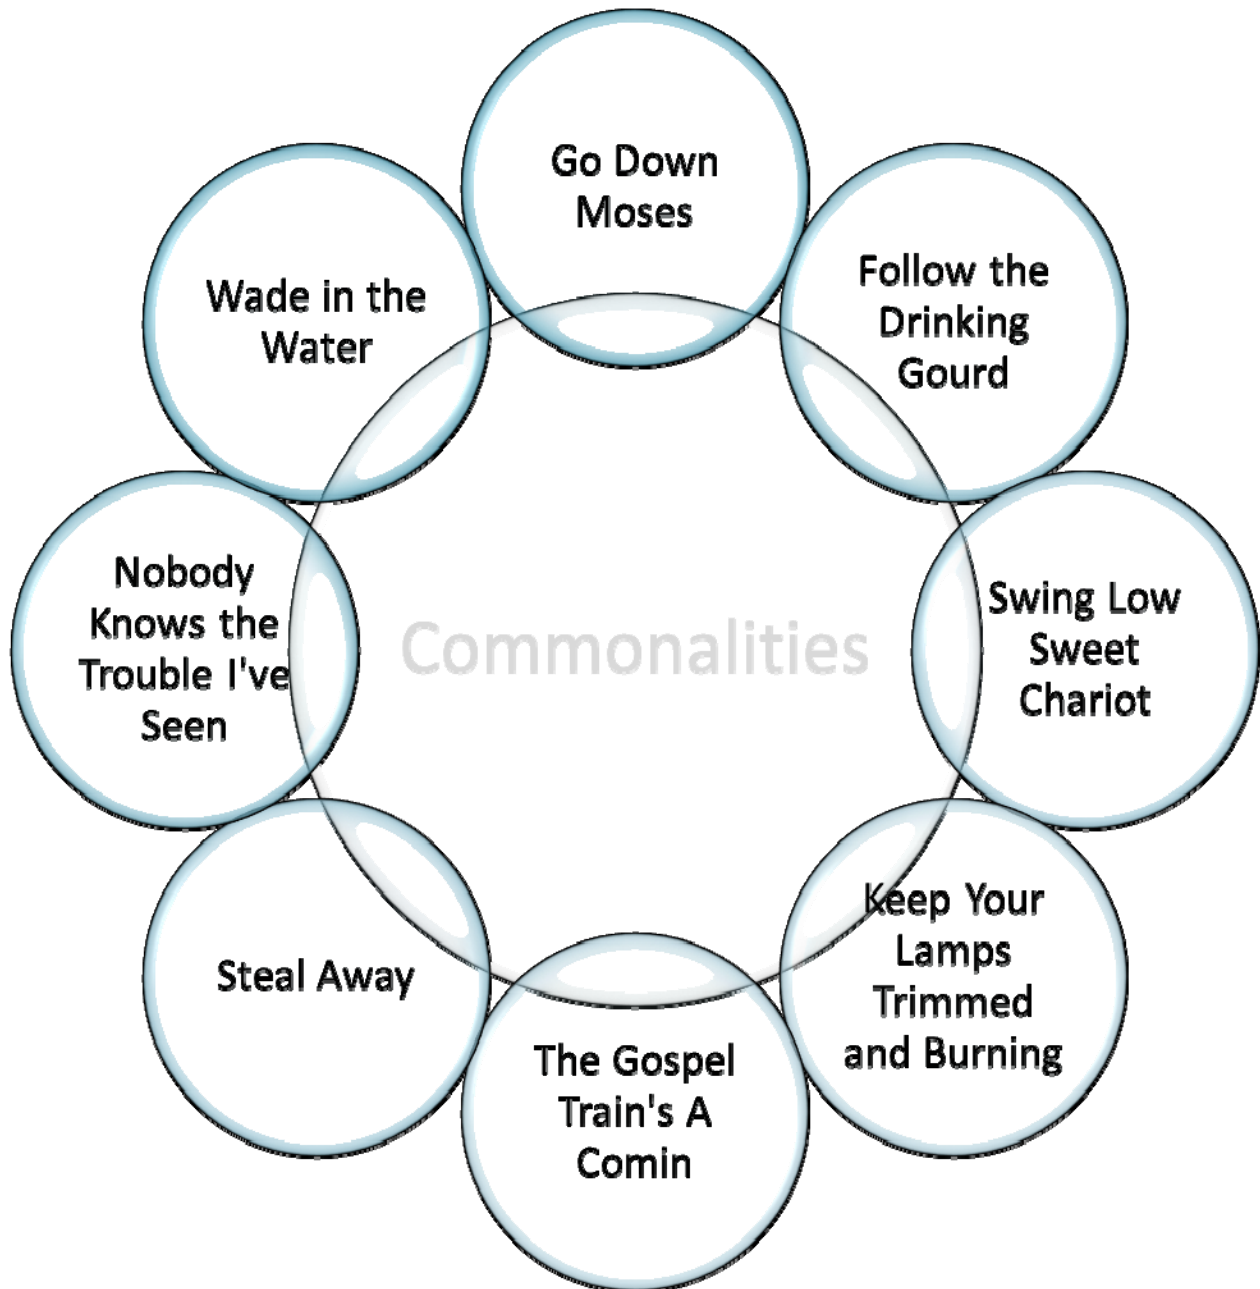 Go Down
Moses
Follow the
Drinking
Gourd
Swing Low
Sweet
Chariot
Keep Your
Lamps
Trimmed
and Burning
The Gospel
Train's A
Comin
Steal Away
Nobody
Knows the
Trouble I've
Seen
Wade in the
Water
Commonalities